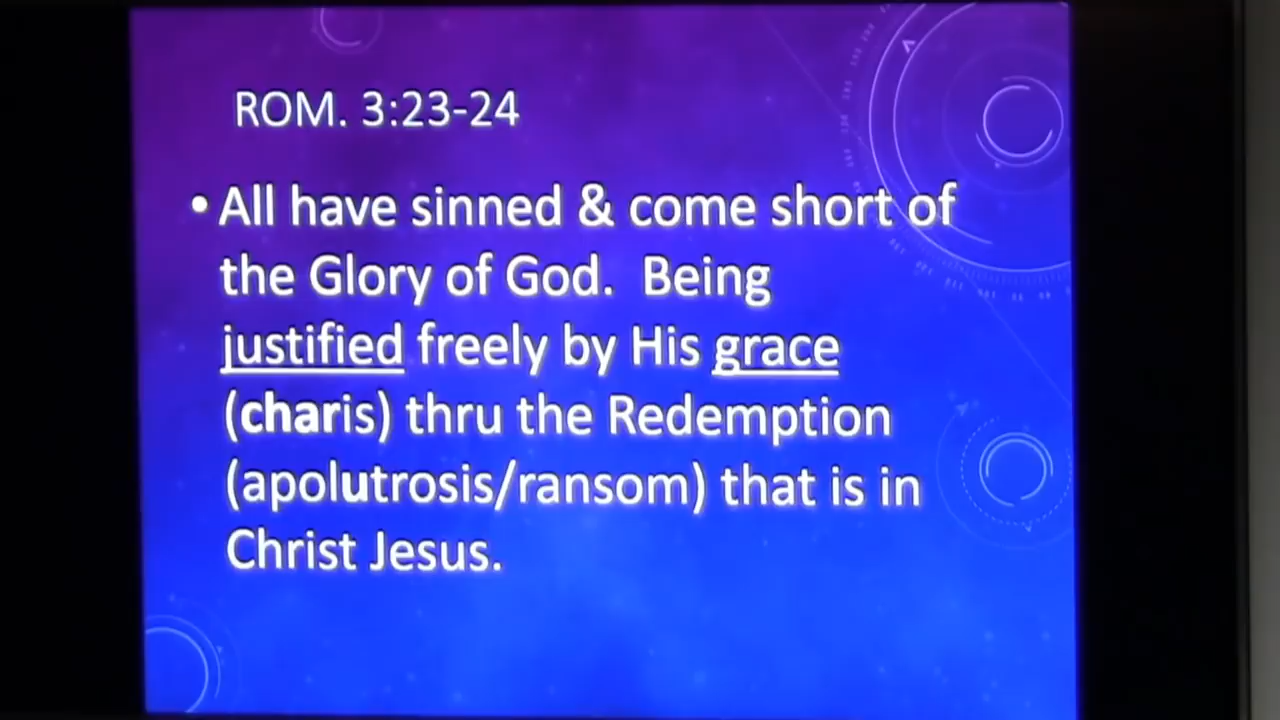 ROM. 3:23-24
• All have sinned & come short of
the Glory of God. Being
justified freely by His grace
(charis) thru the Redemption
(apolutrosis/ransom) that is in
Christ Jesus.